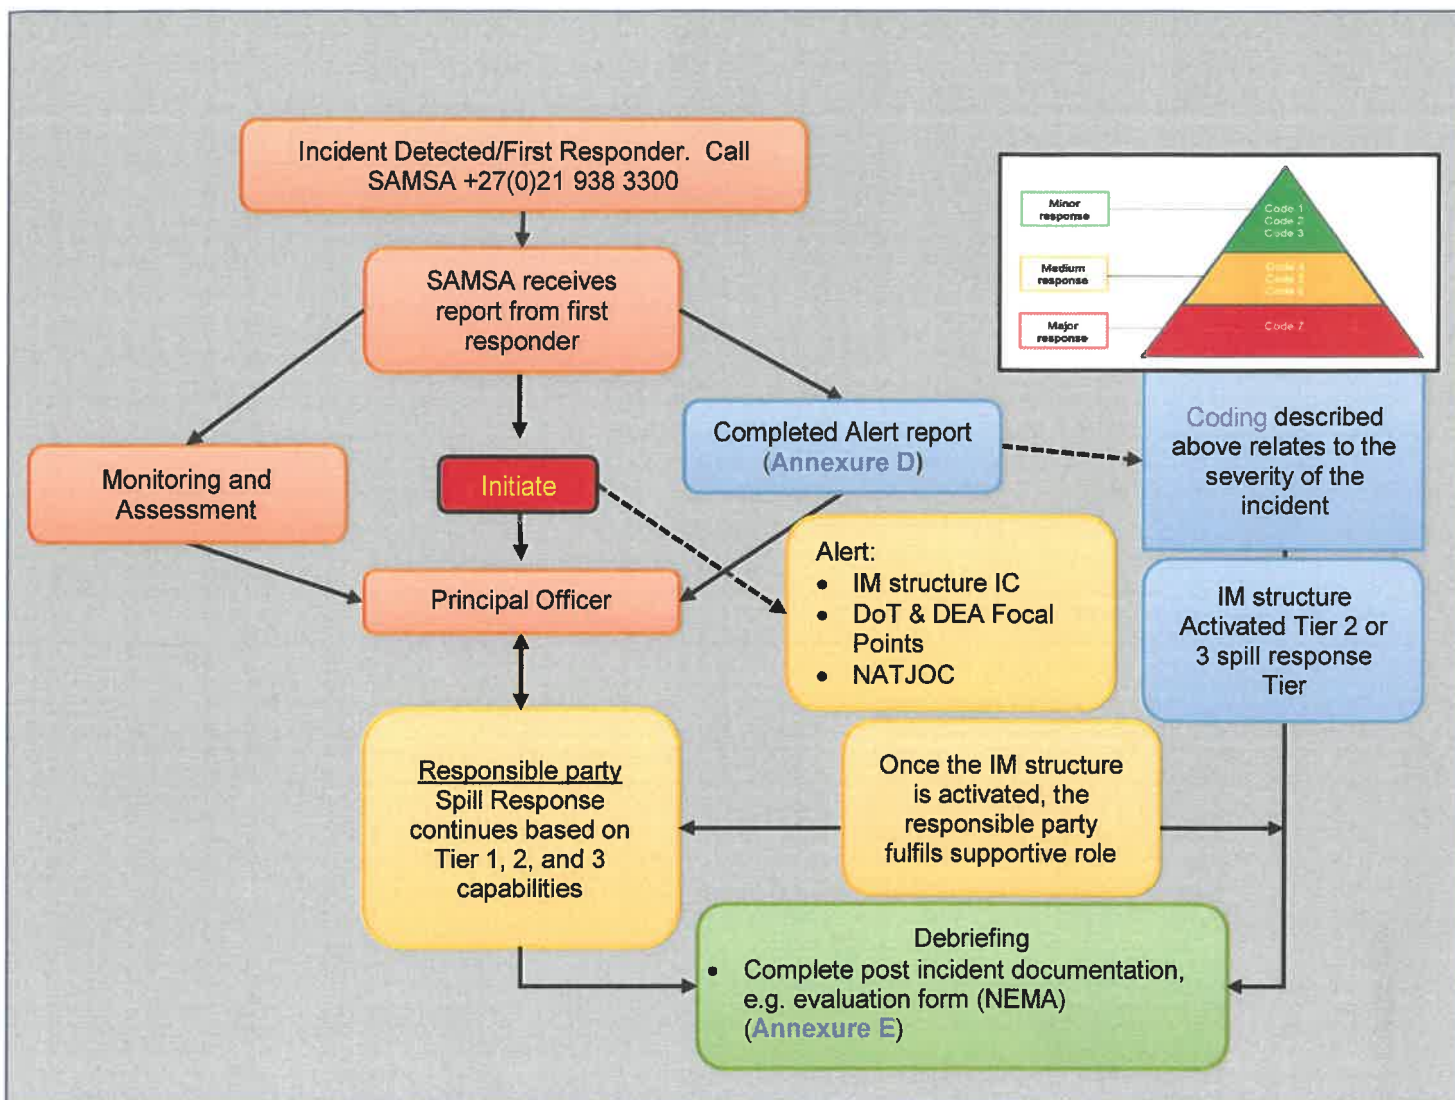 Incident Detected/First Responder.  Call
SAMSA +27(0)21 938 3300
SAMSA receives
report from first
responder
Minor
response
Medium
response
Major
response
Code 1
Code 2
Code 3
Code 7
Monitoring and
Assessment
Initiate
Completed Alert report
(Annexure D)
Coding described
above relates to the
severity of the
incident
Principal Officer
Alert:
• IM structure IC
• DoT & DEA Focal
Points
• NATJOC
IM structure
Activated Tier 2 or
3 spill response
Tier
Responsible party
Spill Response
continues based on
Tier 1, 2, and 3
capabilities
Once the IM structure
is activated, the
responsible party
fulfils supportive role
Debriefing
• Complete post incident documentation,
e.g. evaluation form (NEMA)
(Annexure E)